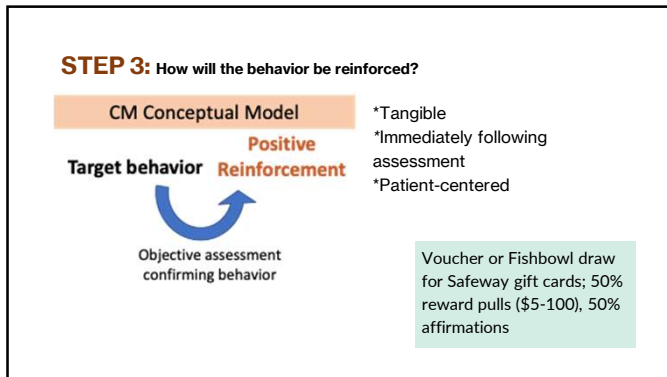 STEP 3: How will the behavior be reinforced?
CM Conceptual Model
Target behavior
Positive
Reinforcement
Objective assessment
confirming behavior
*Tangible
*Immediately following
assessment
*Patient-centered
Voucher or Fishbowl draw
for Safeway gift cards; 50%
reward pulls ($5-100), 50%
affirmations